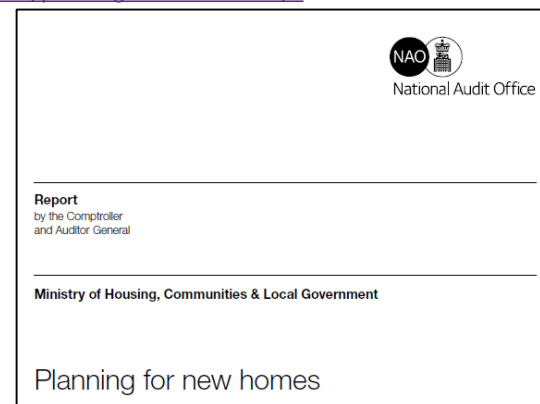 NAO
National Audit Office
Report
by the Comptroller
and Auditor General
Ministry of Housing, Communities & Local Government
Planning for new homes